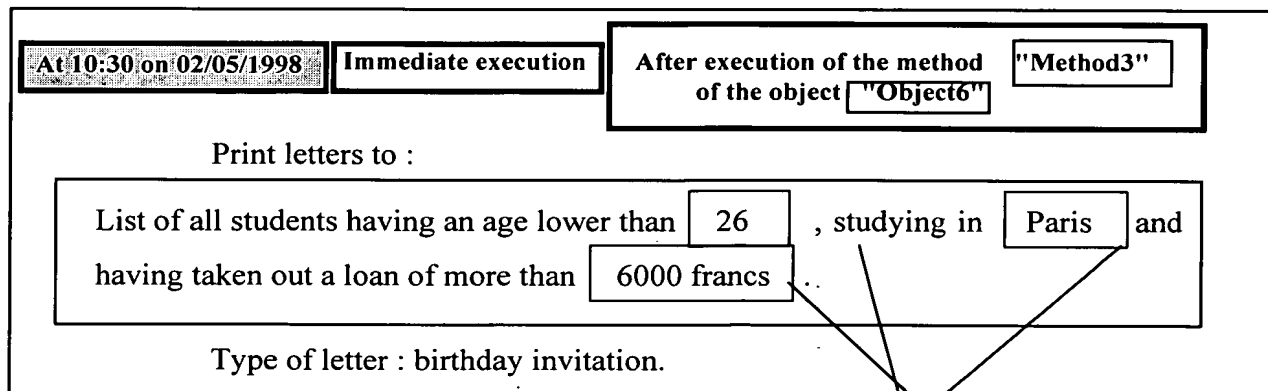 At 10:30 on 02/05/1998
Immediate execution
After execution of the method "Method3"
of the object "Object6"
Print letters to :
List of all students having an age lower than 26 , studying in Paris and
having taken out a loan of more than 6000 francs ..
Type of letter : birthday invitation.